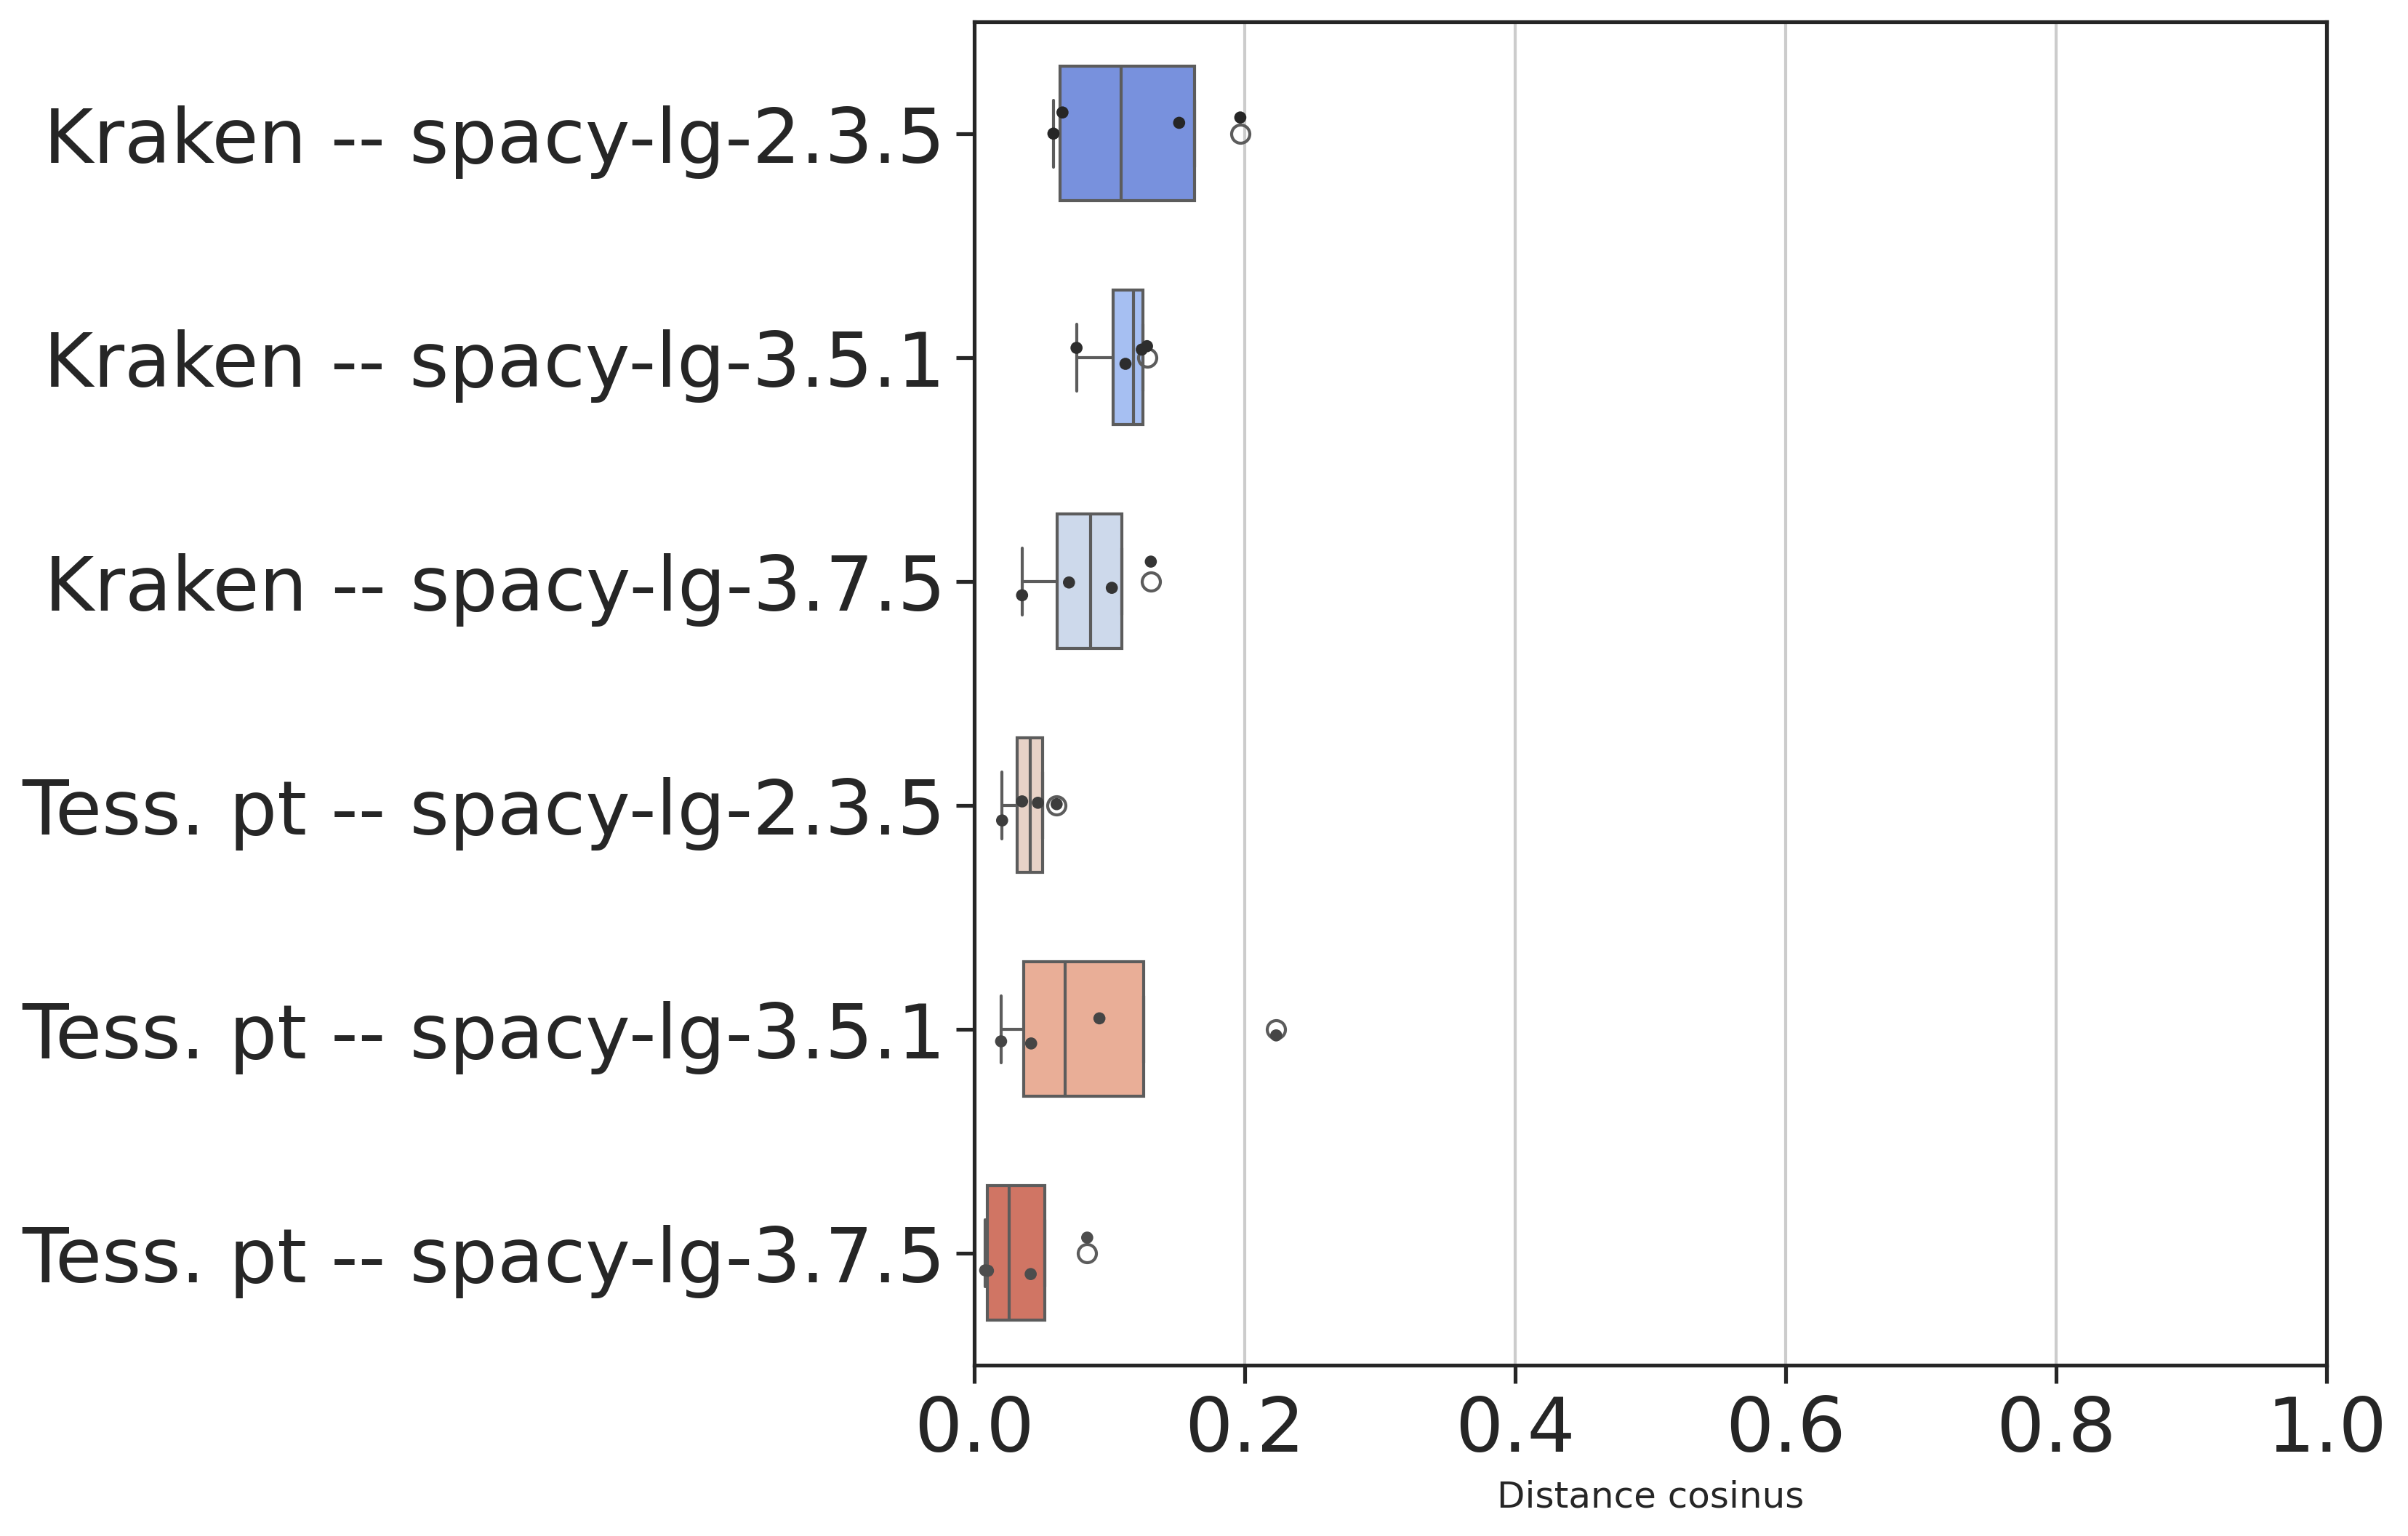 Kraken -- spacy-lg-2.3.5
Kraken -- spacy-lg-3.5.1
Kraken -- spacy-lg-3.7.5
Tess. pt -- spacy-lg-2.3.5
Tess. pt -- spacy-lg-3.5.1
Tess. pt -- spacy-lg-3.7.5
0.0 0.2 0.4 0.6 0.8 1.0
Distance cosinus